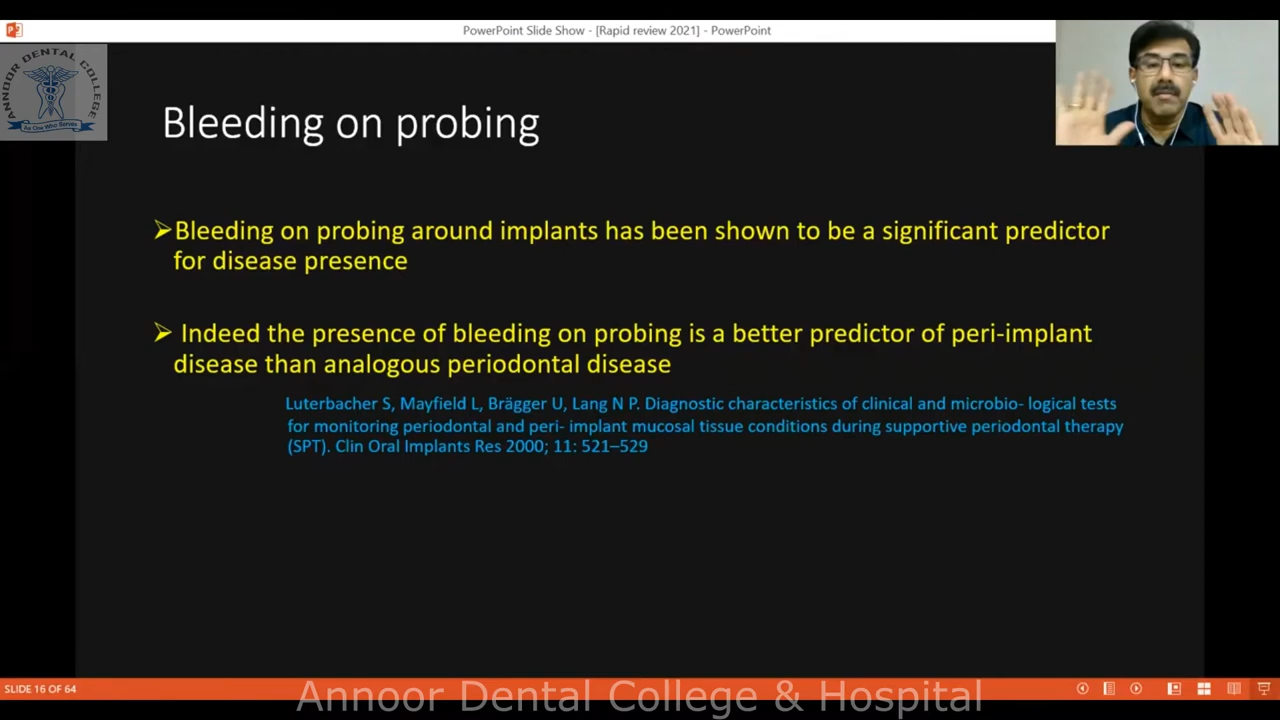 PowerPoint Slide Show - [Rapid review 2021] - PowerPoint
ANNOOR DENTAL COLLEGE
As One Who Serves
Bleeding on probing
➢Bleeding on probing around implants has been shown to be a significant predictor
for disease presence
➢ Indeed the presence of bleeding on probing is a better predictor of peri-implant
disease than analogous periodontal disease
Luterbacher S, Mayfield L, Brägger U, Lang N P. Diagnostic characteristics of clinical and microbio- logical tests
for monitoring periodontal and peri- implant mucosal tissue conditions during supportive periodontal therapy
(SPT). Clin Oral Implants Res 2000; 11: 521–529
SLIDE 16 OF 64
Annoor Dental College & Hospital